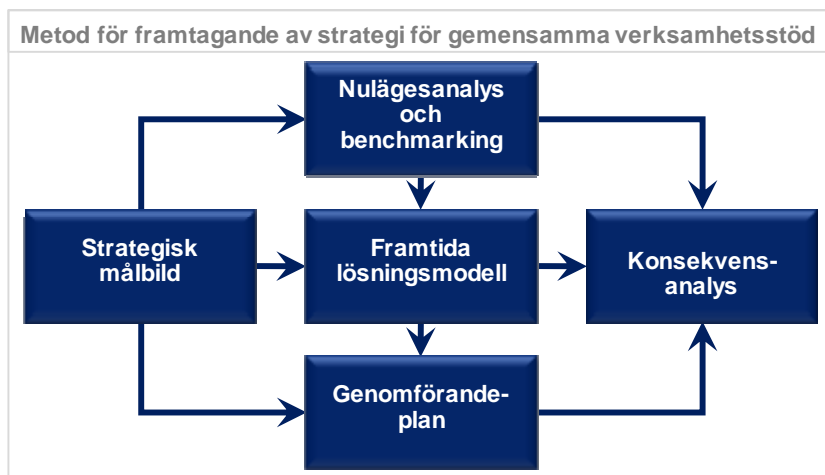 Metod för framtagande av strategi för gemensamma verksamhetsstöd
Nulägesanalys
och
benchmarking
Strategisk
målbild
Framtida
lösningsmodell
Konsekvens-
analys
Genomförande-
plan